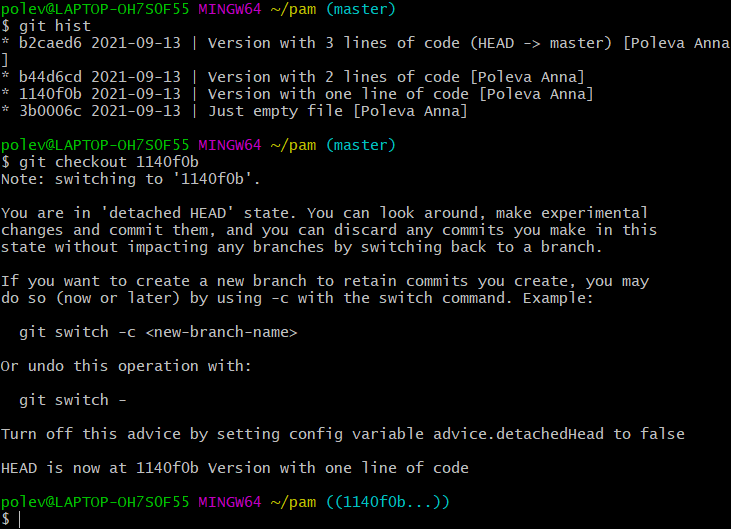 polev@LAPTOP-OH7S0F55 MINGW64 ~/pam (master)
$ git hist
* b2caed6 2021-09-13 | Version with 3 lines of code (HEAD -> master) [Poleva Anna
]
* b44d6cd 2021-09-13 | Version with 2 lines of code [Poleva Anna]
* 1140f0b 2021-09-13 | Version with one line of code [Poleva Anna]
* 3b0006c 2021-09-13 | Just empty file [Poleva Anna]

polev@LAPTOP-OH7S0F55 MINGW64 ~/pam (master)
$ git checkout 1140f0b
Note: switching to '1140f0b'.

You are in 'detached HEAD' state. You can look around, make experimental
changes and commit them, and you can discard any commits you make in this
state without impacting any branches by switching back to a branch.

If you want to create a new branch to retain commits you create, you may
do so (now or later) by using -c with the switch command. Example:

  git switch -c <new-branch-name>

Or undo this operation with:

  git switch -

Turn off this advice by setting config variable advice.detachedHead to false

HEAD is now at 1140f0b Version with one line of code

polev@LAPTOP-OH7S0F55 MINGW64 ~/pam ((1140f0b...))
$